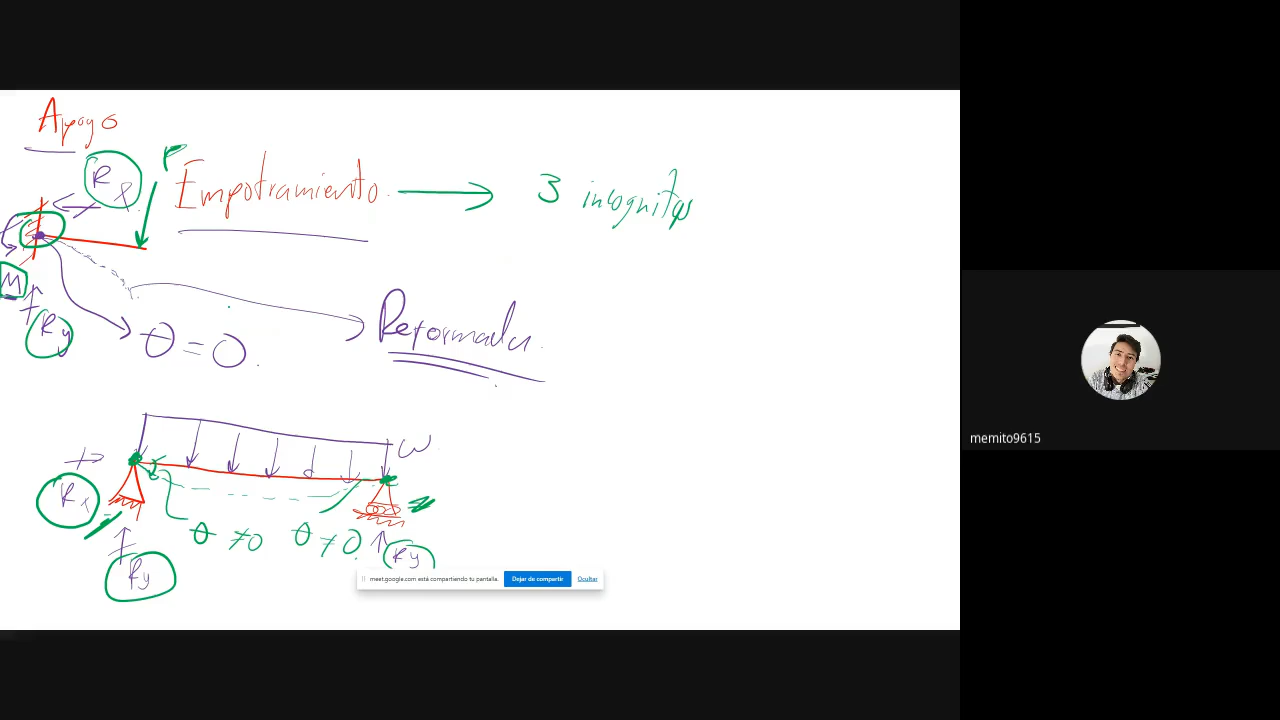 Apoyo
P
Rx
Empotramiento. → 3 incognitas
M
Ry
θ = 0.
Reformada.
ω
Rx
θ ≠ 0
θ ≠ 0.
Ry
Ry
meet.google.com está compartiendo tu pantalla.
Dejar de compartir
Ocultar
memito9615